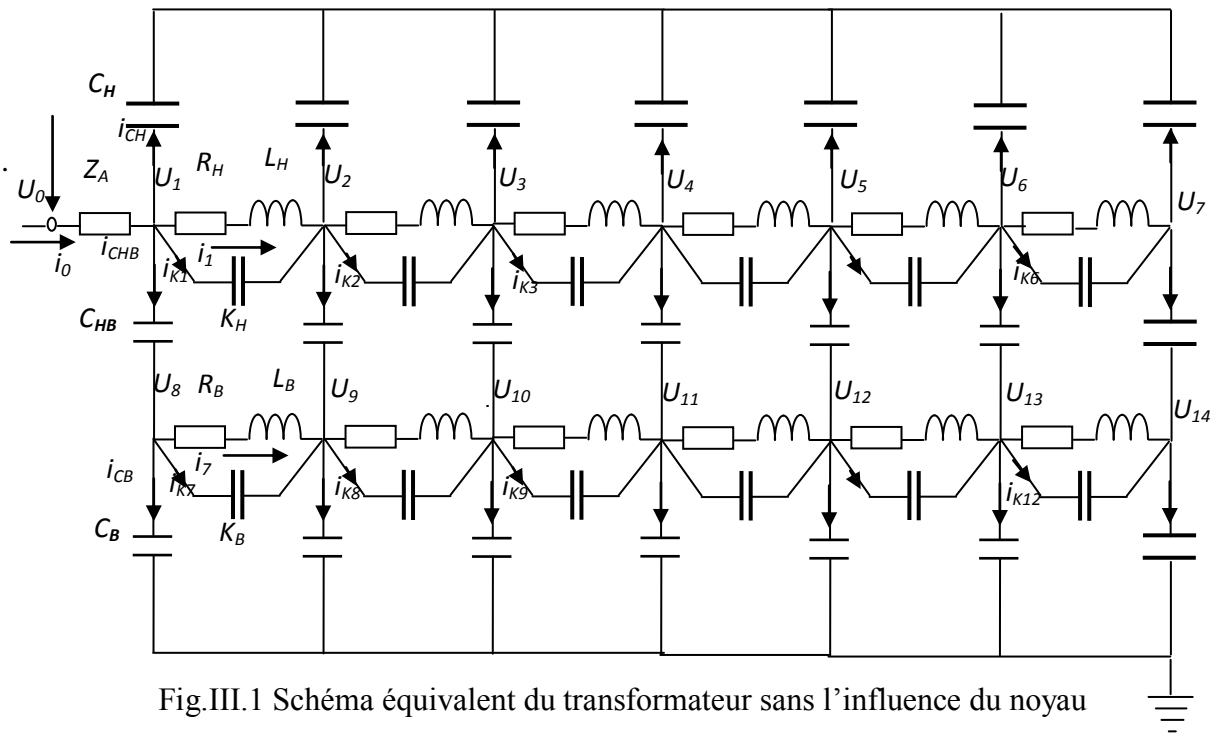 C_H
i_CH
Z_A U_1 R_H L_H U_2 U_3 U_4 U_5 U_6 U_7
U_0
i_0 i_CHB i_K1 i_1 i_K2 i_K3 i_K6
C_HB K_H
U_8 R_B L_B U_9 U_10 U_11 U_12 U_13 U_14
i_CB i_K7 i_7 i_K8 i_K9 i_K12
C_B K_B
Fig.III.1 Schéma équivalent du transformateur sans l’influence du noyau